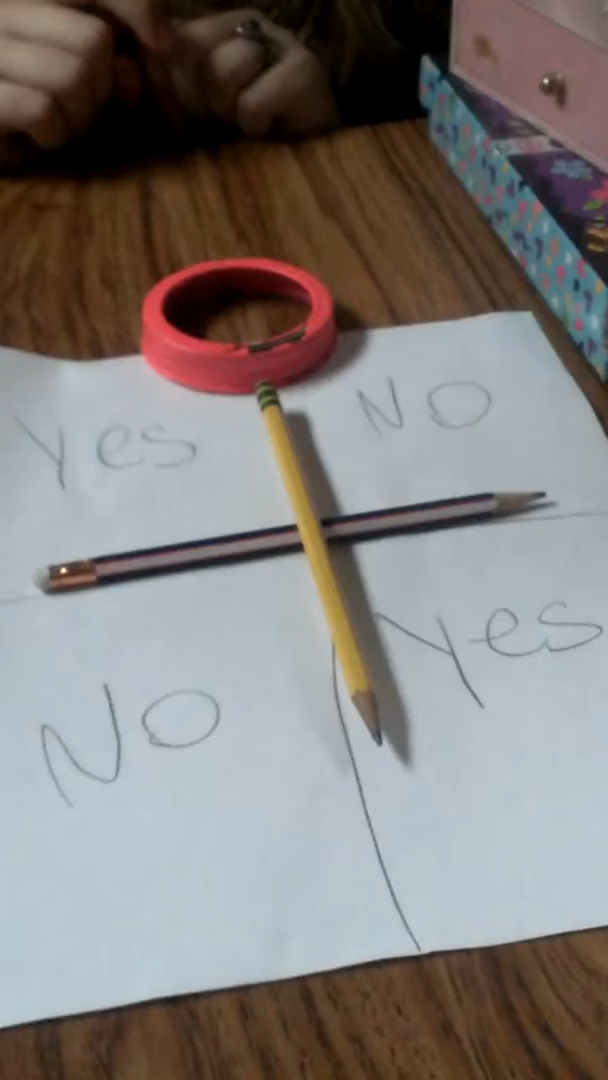 Yes NO
NO Yes